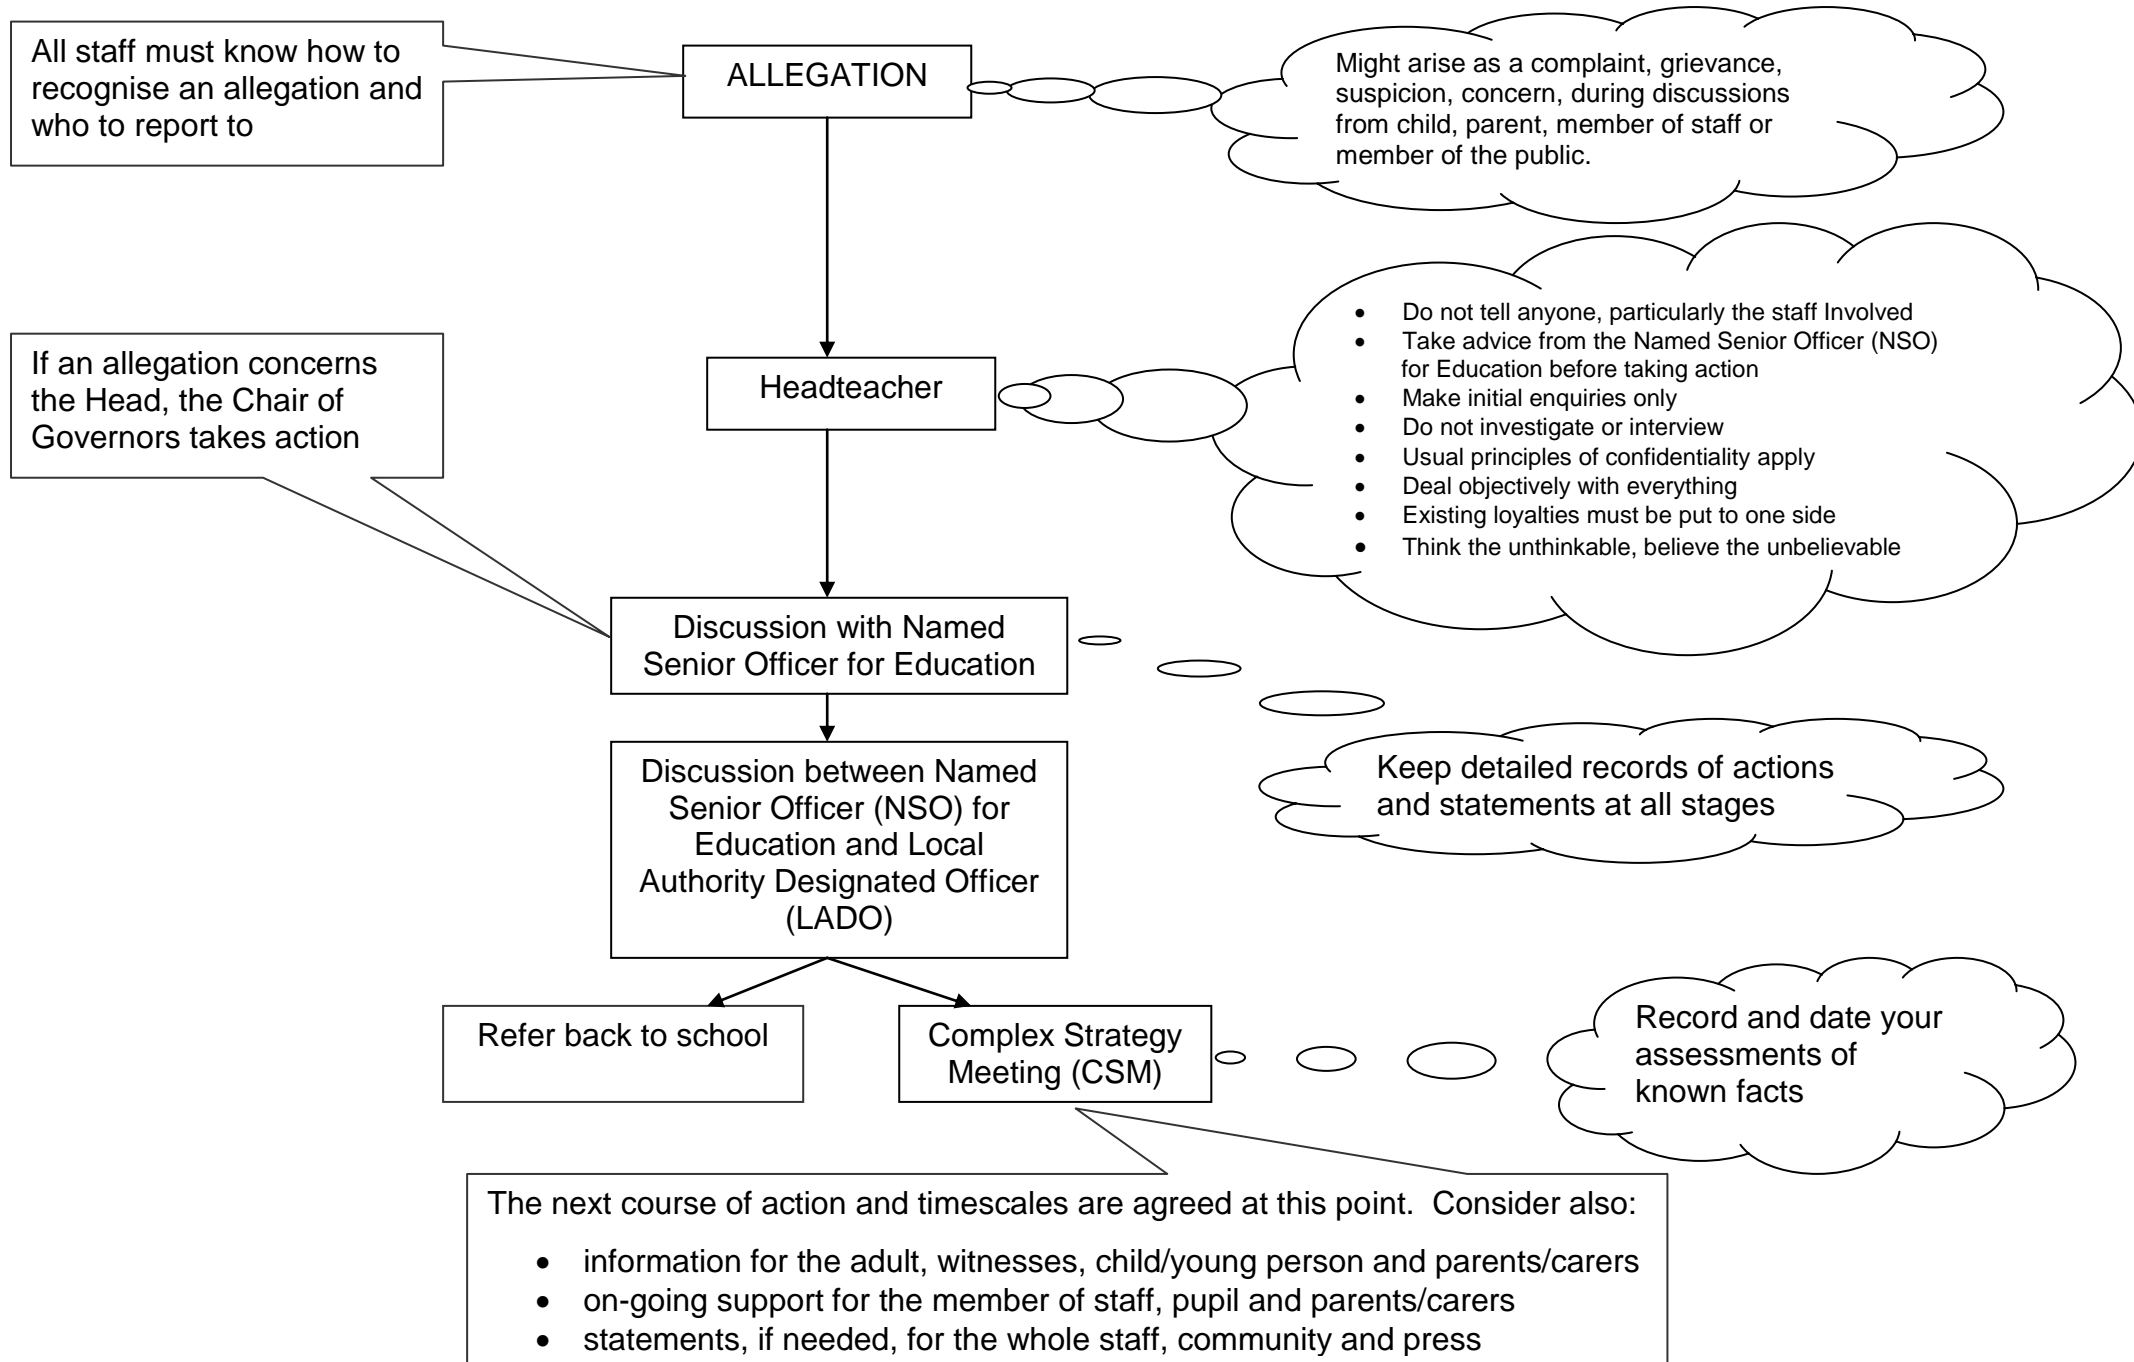 All staff must know how to
recognise an allegation and
who to report to
ALLEGATION
Might arise as a complaint, grievance,
suspicion, concern, during discussions
from child, parent, member of staff or
member of the public.
If an allegation concerns
the Head, the Chair of
Governors takes action
Headteacher
• Do not tell anyone, particularly the staff Involved
• Take advice from the Named Senior Officer (NSO)
for Education before taking action
• Make initial enquiries only
• Do not investigate or interview
• Usual principles of confidentiality apply
• Deal objectively with everything
• Existing loyalties must be put to one side
• Think the unthinkable, believe the unbelievable
Discussion with Named
Senior Officer for Education
Discussion between Named
Senior Officer (NSO) for
Education and Local
Authority Designated Officer
(LADO)
Keep detailed records of actions
and statements at all stages
Refer back to school
Complex Strategy
Meeting (CSM)
Record and date your
assessments of
known facts
The next course of action and timescales are agreed at this point.  Consider also:
• information for the adult, witnesses, child/young person and parents/carers
• on-going support for the member of staff, pupil and parents/carers
• statements, if needed, for the whole staff, community and press